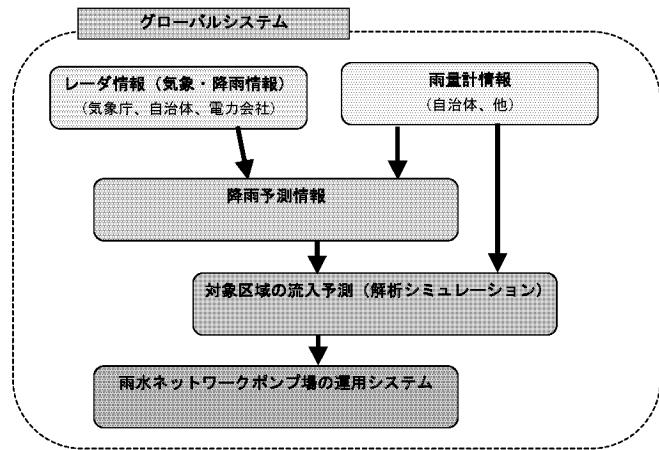 グローバルシステム
レーダ情報（気象・降雨情報）
（気象庁、自治体、電力会社）
雨量計情報
（自治体、他）
降雨予測情報
対象区域の流入予測（解析シミュレーション）
雨水ネットワークポンプ場の運用システム